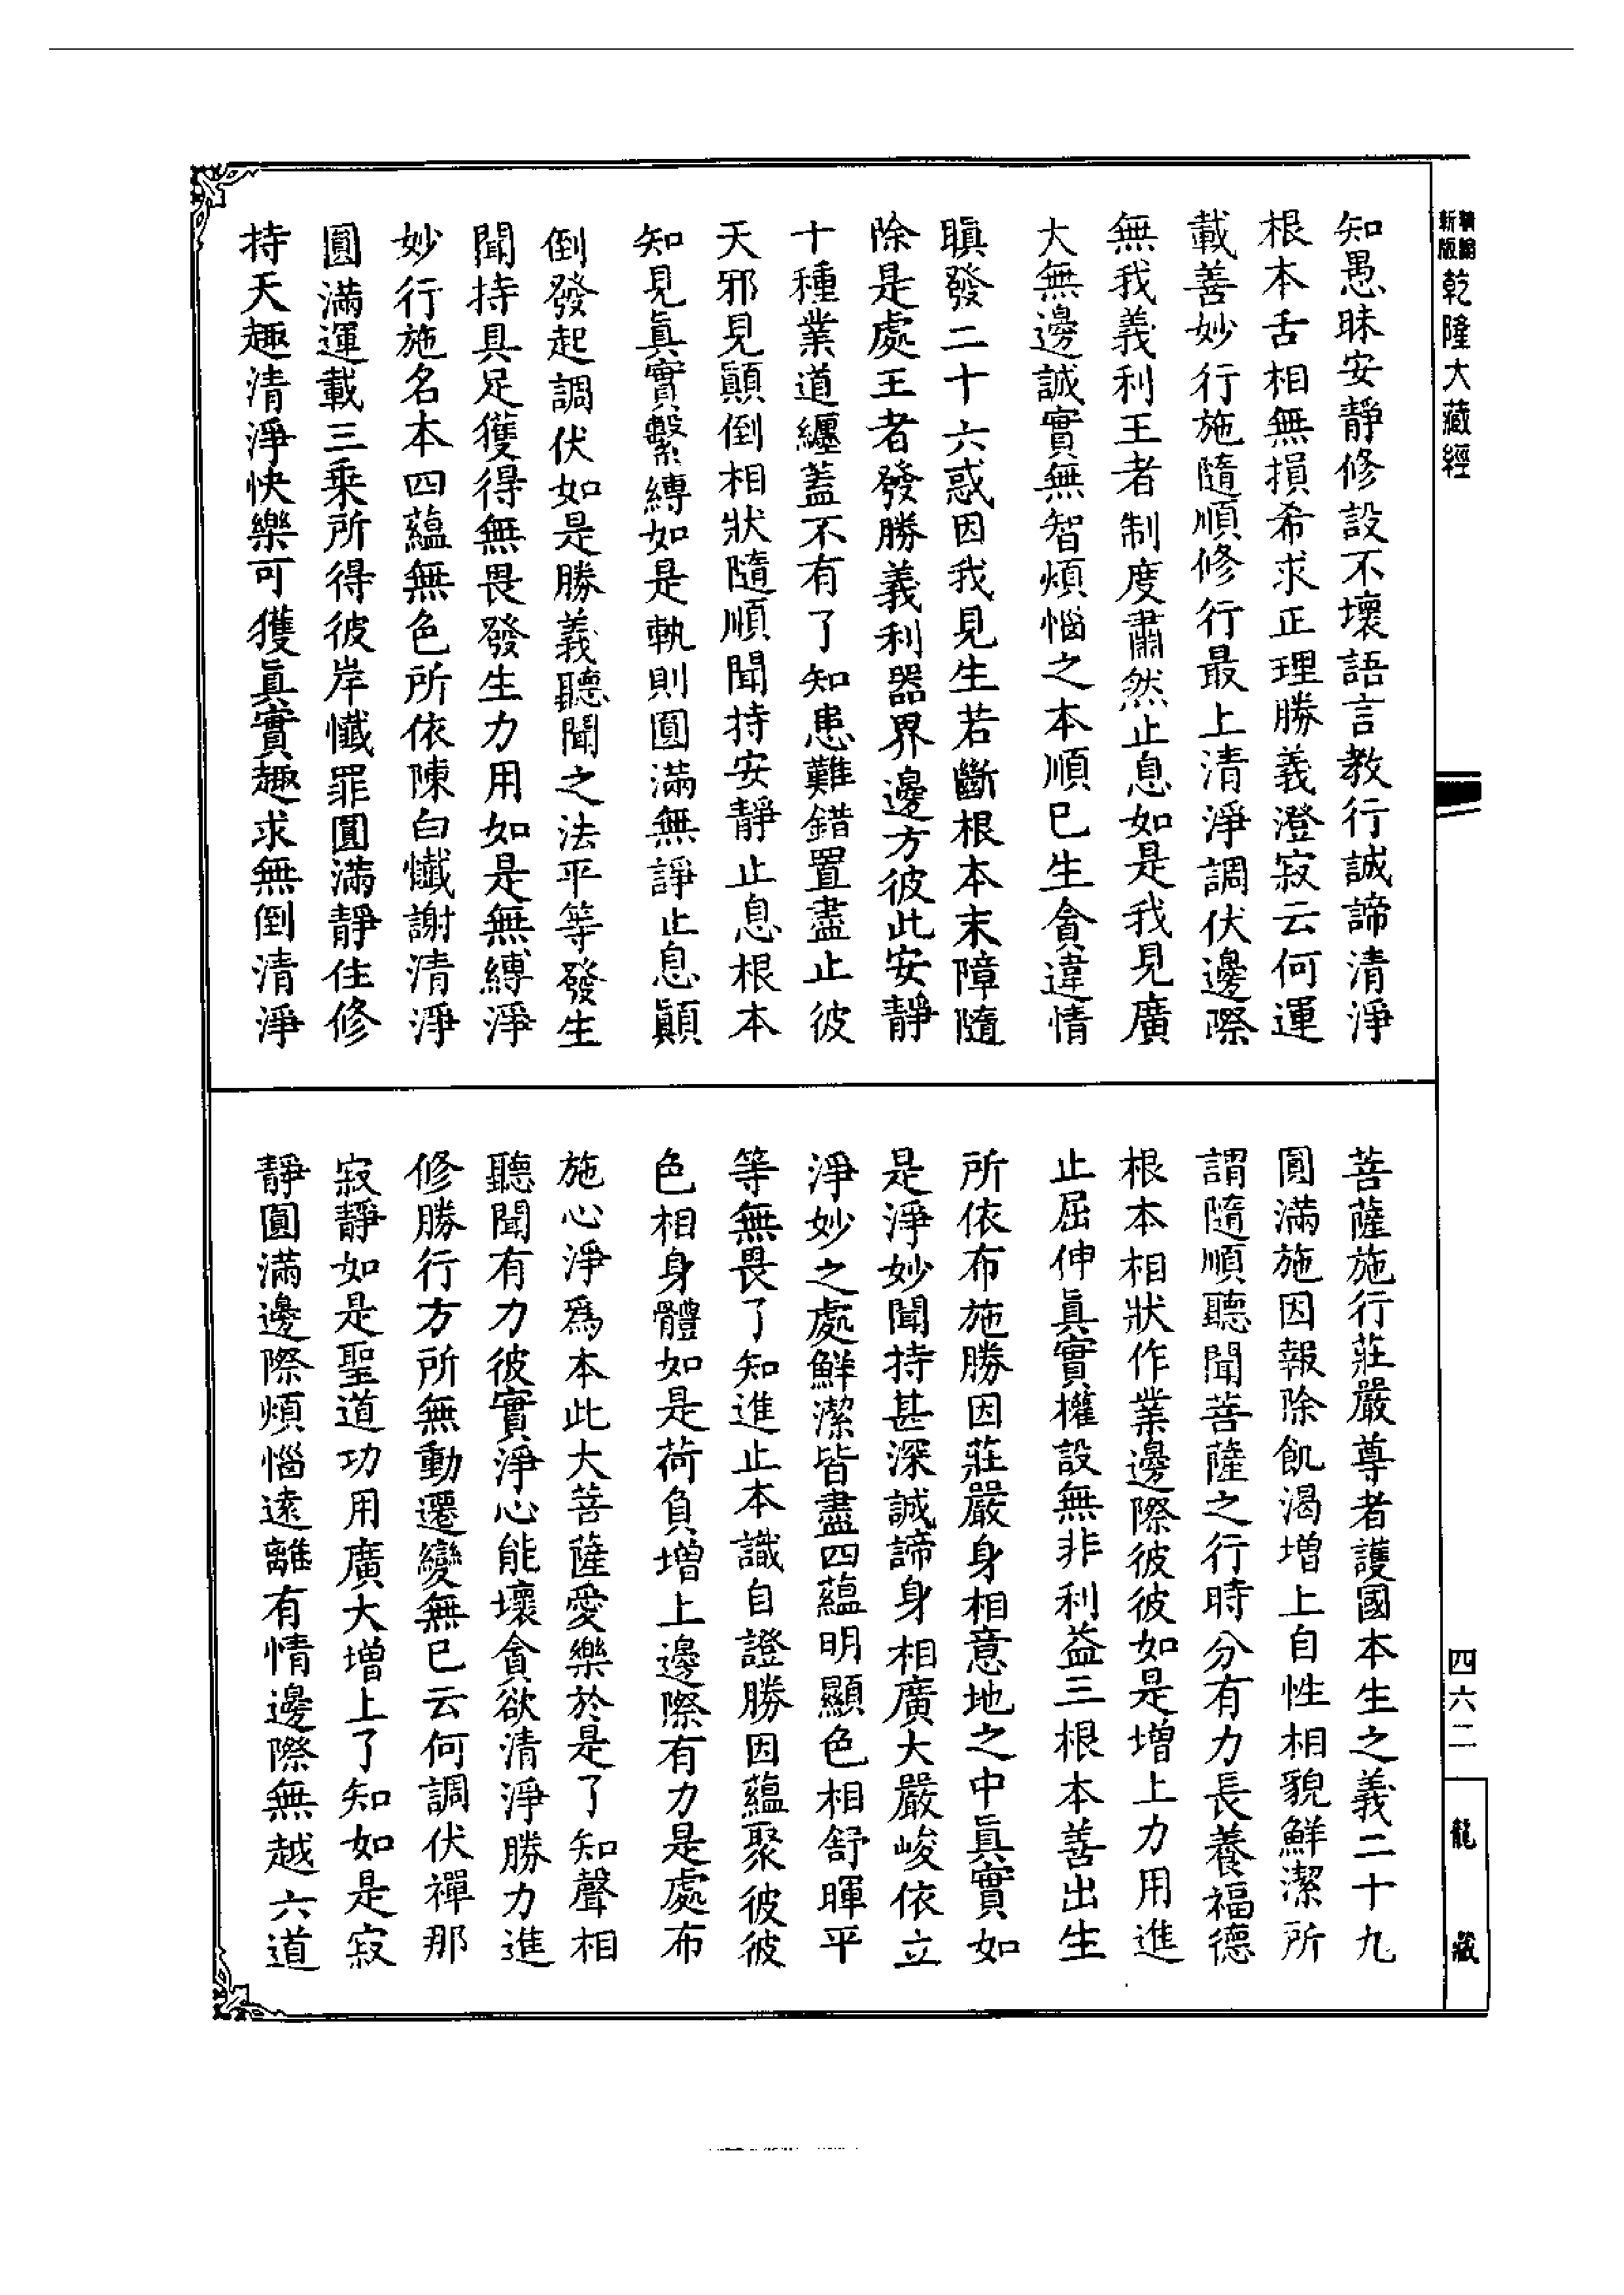 精縮新版乾隆大藏經
知愚昧安靜修設不壞語言教行誠諦清淨
根本舌相無損希求正理勝義澄寂云何運
載善妙行施隨順修行最上清淨調伏邊際
無我義利王者制度肅然止息如是我見廣
大無邊誠實無智煩惱之本順巳生貪違情
瞋發二十六惑因我見生若斷根本末障隨
除是處王者發勝義利器界邊方彼此安靜
十種業道纏蓋不有了知患難錯置盡止彼
天邪見顚倒相狀隨順聞持安靜止息根本
知見眞實繫縛如是執則圓滿無諍止息顚
倒發起調伏如是勝義聽聞之法平等發生
聞持具足獲得無畏發生力用如是無縛淨
妙行施名本四蘊無色所依陳白懺謝清淨
圓滿運載三乘所得彼岸懺罪圓滿靜住修
持天趣清淨快樂可獲眞實趣求無倒清淨
菩薩施行莊嚴尊者護國本生之義二十九
圓滿施因報除飢渴增上自性相貌鮮潔所
謂隨順聽聞菩薩之行時分有力長養福德
根本相狀作業邊際彼彼如是增上力用進
止屈伸眞實權設無非利益三根本善出生
所依布施勝因莊嚴身相意地之中眞實如
是淨妙聞持甚深誠諦身相廣大嚴峻依立
淨妙之處鮮潔皆盡四蘊明顯色相舒暉平
等無畏了知進止本識自證勝因蘊聚彼彼
色相身體如是荷負增上邊際有力是處布
施心淨爲本此大菩薩愛樂於是了知聲相
聽聞有力彼實淨心能壞貪欲清淨勝力進
修勝行方所無動遷變無巳云何調伏禪那
寂靜如是聖道功用廣大增上了知如是寂
靜圓滿邊際煩惱遠離有情邊際無越六道
四六二
龍藏